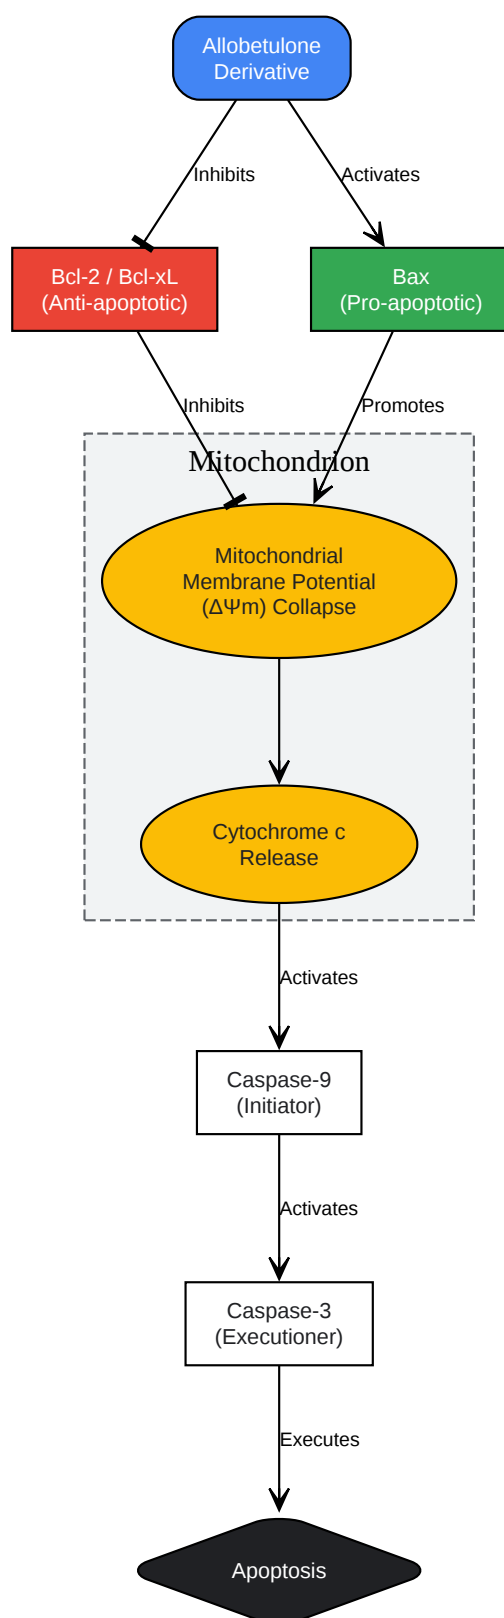 Allobetulone
Derivative
Inhibits
Activates
Bcl-2 / Bcl-xL
(Anti-apoptotic)
Bax
(Pro-apoptotic)
Inhibits
Promotes
Mitochondrion
Mitochondrial
Membrane Potential
(ΔΨm) Collapse
Cytochrome c
Release
Activates
Caspase-9
(Initiator)
Activates
Caspase-3
(Executioner)
Executes
Apoptosis